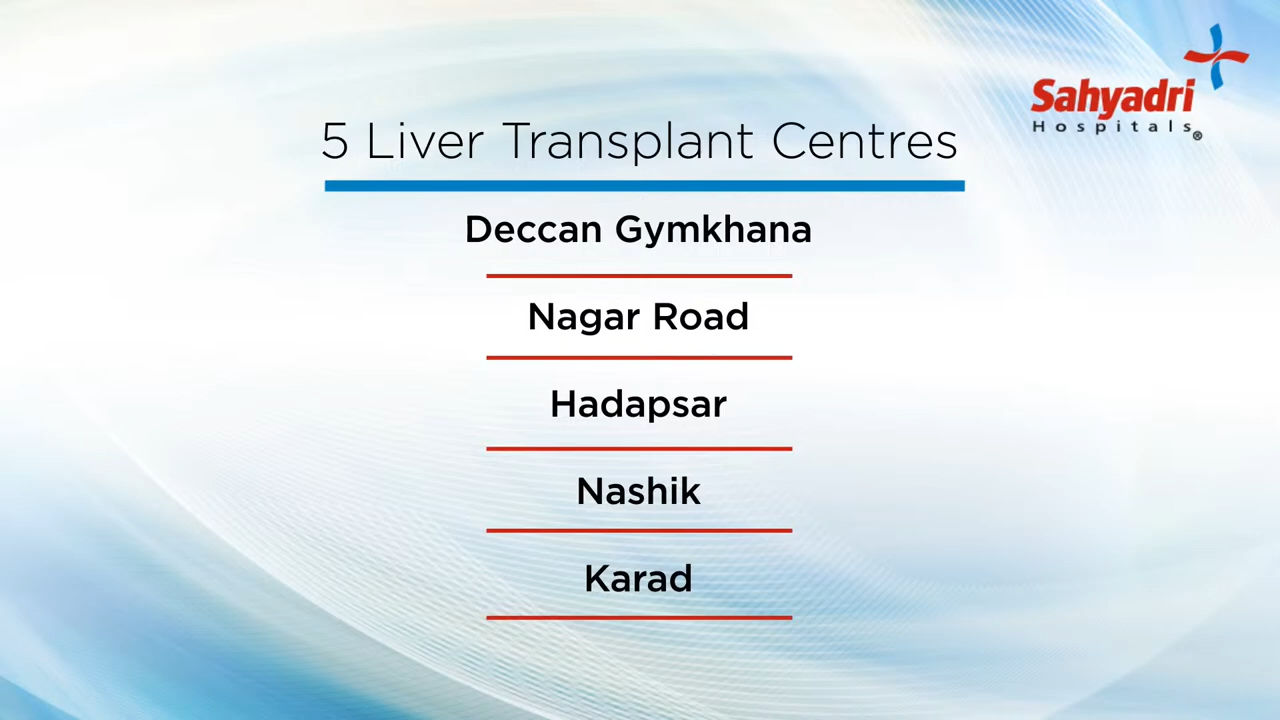 Sahyadri
Hospitals®
5 Liver Transplant Centres
Deccan Gymkhana
Nagar Road
Hadapsar
Nashik
Karad